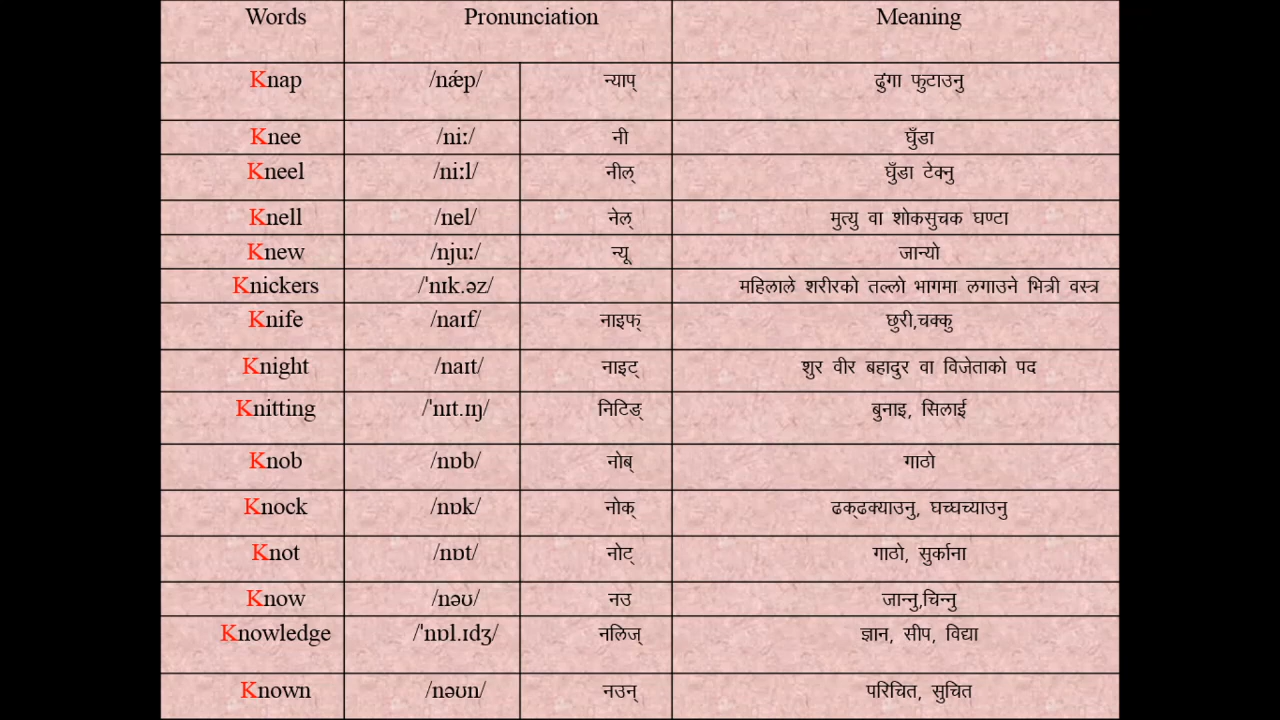 Words Pronunciation Meaning
Knap /nǽp/ न्याप् ढुंगा फुटाउनु
Knee /niː/ नी घुँडा
Kneel /niːl/ नील् घुँडा टेक्नु
Knell /nel/ नेल् मुत्यु वा शोकसुचक घण्टा
Knew /njuː/ न्यू जान्यो
Knickers /ˈnɪk.əz/ महिलाले शरीरको तल्लो भागमा लगाउने भित्री वस्त्र
Knife /naɪf/ नाइफ् छुरी,चक्कु
Knight /naɪt/ नाइट् शुर वीर बहादुर वा विजेताको पद
Knitting /ˈnɪt.ɪŋ/ निटिङ् बुनाइ, सिलाई
Knob /nɒb/ नोब् गाठो
Knock /nɒk/ नोक् ढक्ढक्याउनु, घच्घच्याउनु
Knot /nɒt/ नोट् गाठो, सुर्काना
Know /nəʊ/ नउ जान्नु,चिन्नु
Knowledge /ˈnɒl.ɪdʒ/ नलिज् ज्ञान, सीप, विद्या
Known /nəʊn/ नउन् परिचित, सुचित